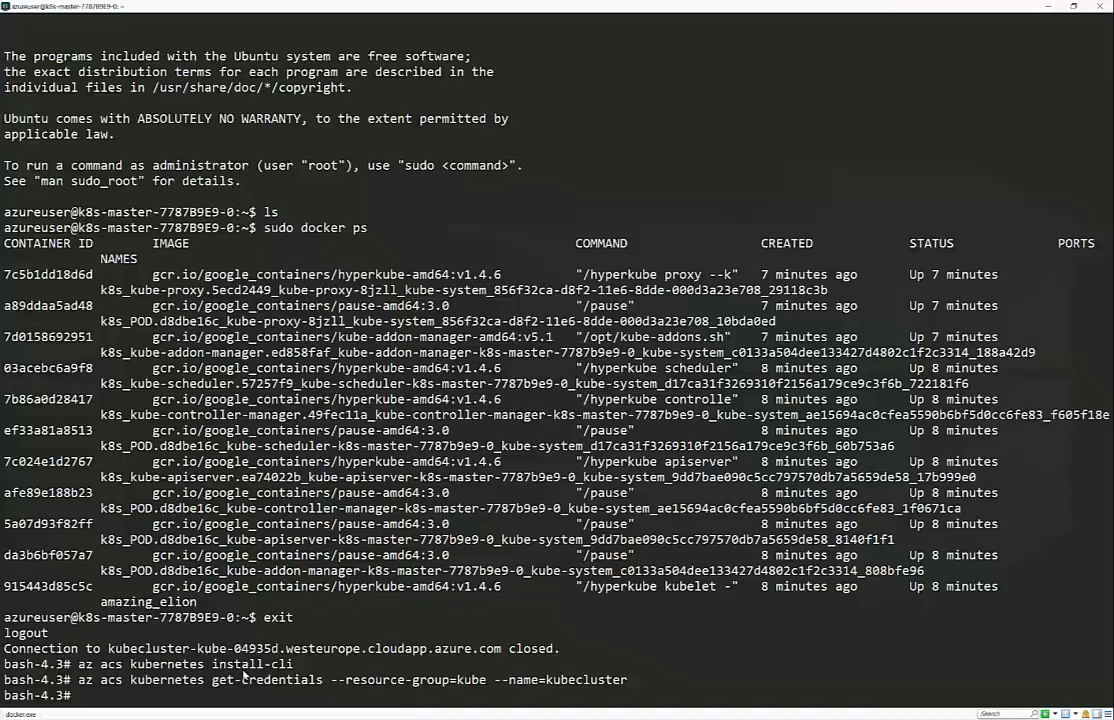 azureuser@k8s-master-7787B9E9-0: ~
The programs included with the Ubuntu system are free software;
the exact distribution terms for each program are described in the
individual files in /usr/share/doc/*/copyright.
Ubuntu comes with ABSOLUTELY NO WARRANTY, to the extent permitted by
applicable law.
To run a command as administrator (user "root"), use "sudo <command>".
See "man sudo_root" for details.
azureuser@k8s-master-7787B9E9-0:~$ ls
azureuser@k8s-master-7787B9E9-0:~$ sudo docker ps
CONTAINER ID IMAGE COMMAND CREATED STATUS PORTS
NAMES
7c5b1dd18d6d gcr.io/google_containers/hyperkube-amd64:v1.4.6 "/hyperkube proxy --k" 7 minutes ago Up 7 minutes
k8s_kube-proxy.5ecd2449_kube-proxy-8jzll_kube-system_856f32ca-d8f2-11e6-8dde-000d3a23e708_29118c3b
a89ddaa5ad48 gcr.io/google_containers/pause-amd64:3.0 "/pause" 7 minutes ago Up 7 minutes
k8s_POD.d8dbe16c_kube-proxy-8jzll_kube-system_856f32ca-d8f2-11e6-8dde-000d3a23e708_10bda0ed
7d0158692951 gcr.io/google_containers/kube-addon-manager-amd64:v5.1 "/opt/kube-addons.sh" 7 minutes ago Up 7 minutes
k8s_kube-addon-manager.ed858faf_kube-addon-manager-k8s-master-7787b9e9-0_kube-system_c0133a504dee133427d4802c1f2c3314_188a42d9
03acebc6a9f8 gcr.io/google_containers/hyperkube-amd64:v1.4.6 "/hyperkube scheduler" 8 minutes ago Up 8 minutes
k8s_kube-scheduler.57257f9_kube-scheduler-k8s-master-7787b9e9-0_kube-system_d17ca31f3269310f2156a179ce9c3f6b_722181f6
7b86a0d28417 gcr.io/google_containers/hyperkube-amd64:v1.4.6 "/hyperkube controlle" 8 minutes ago Up 8 minutes
k8s_kube-controller-manager.49fec11a_kube-controller-manager-k8s-master-7787b9e9-0_kube-system_ae15694ac0cfea5590b6bf5d0cc6fe83_f605f18e
ef33a81a8513 gcr.io/google_containers/pause-amd64:3.0 "/pause" 8 minutes ago Up 8 minutes
k8s_POD.d8dbe16c_kube-scheduler-k8s-master-7787b9e9-0_kube-system_d17ca31f3269310f2156a179ce9c3f6b_60b753a6
7c024e1d2767 gcr.io/google_containers/hyperkube-amd64:v1.4.6 "/hyperkube apiserver" 8 minutes ago Up 8 minutes
k8s_kube-apiserver.ea74022b_kube-apiserver-k8s-master-7787b9e9-0_kube-system_9dd7bae090c5cc797570db7a5659de58_17b999e0
afe89e188b23 gcr.io/google_containers/pause-amd64:3.0 "/pause" 8 minutes ago Up 8 minutes
k8s_POD.d8dbe16c_kube-controller-manager-k8s-master-7787b9e9-0_kube-system_ae15694ac0cfea5590b6bf5d0cc6fe83_1f0671ca
5a07d93f82ff gcr.io/google_containers/pause-amd64:3.0 "/pause" 8 minutes ago Up 8 minutes
k8s_POD.d8dbe16c_kube-apiserver-k8s-master-7787b9e9-0_kube-system_9dd7bae090c5cc797570db7a5659de58_8140f1f1
da3b6bf057a7 gcr.io/google_containers/pause-amd64:3.0 "/pause" 8 minutes ago Up 8 minutes
k8s_POD.d8dbe16c_kube-addon-manager-k8s-master-7787b9e9-0_kube-system_c0133a504dee133427d4802c1f2c3314_808bfe96
915443d85c5c gcr.io/google_containers/hyperkube-amd64:v1.4.6 "/hyperkube kubelet -" 8 minutes ago Up 8 minutes
amazing_elion
azureuser@k8s-master-7787B9E9-0:~$ exit
logout
Connection to kubecluster-kube-04935d.westeurope.cloudapp.azure.com closed.
bash-4.3# az acs kubernetes install-cli
bash-4.3# az acs kubernetes get-credentials --resource-group=kube --name=kubecluster
bash-4.3#
docker.exe
Search